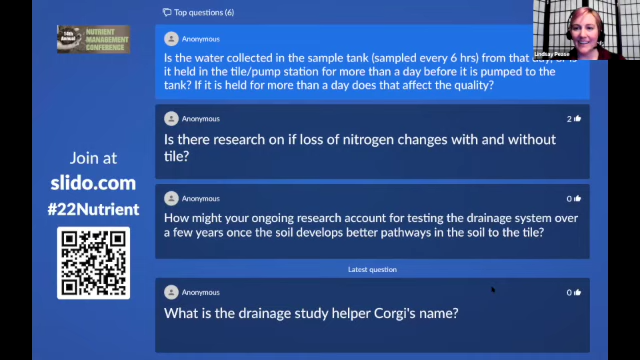 Top questions (6)
14th
Annual
NUTRIENT
MANAGEMENT
CONFERENCE
Lindsay Pease
Anonymous
Is the water collected in the sample tank (sampled every 6 hrs) from that day, or is
it held in the tile/pump station for more than a day before it is pumped to the
tank? If it is held for more than a day does that affect the quality?
Anonymous
2
Is there research on if loss of nitrogen changes with and without
tile?
Join at
slido.com
#22Nutrient
Anonymous
0
How might your ongoing research account for testing the drainage system over
a few years once the soil develops better pathways in the soil to the tile?
Latest question
Anonymous
0
What is the drainage study helper Corgi's name?